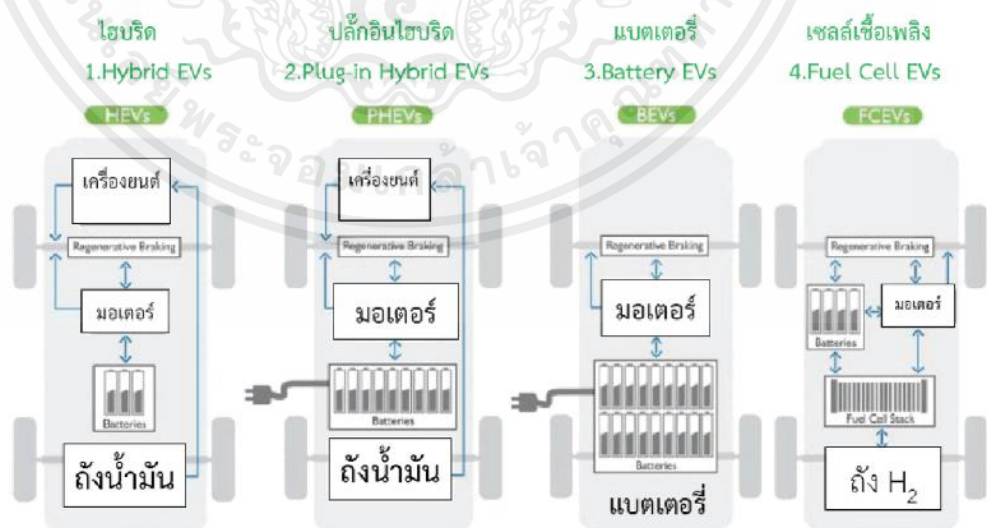 ไฮบริด
1.Hybrid EVs
HEVs
เครื่องยนต์
Regenerative Braking
มอเตอร์
Batteries
ถังน้ำมัน
ปลั๊กอินไฮบริด
2.Plug-in Hybrid EVs
PHEVs
เครื่องยนต์
Regenerative Braking
มอเตอร์
Batteries
ถังน้ำมัน
แบตเตอรี่
3.Battery EVs
BEVs
Regenerative Braking
มอเตอร์
Batteries
แบตเตอรี่
เซลล์เชื้อเพลิง
4.Fuel Cell EVs
FCEVs
Regenerative Braking
มอเตอร์
Batteries
Fuel Cell Stack
ถัง H₂